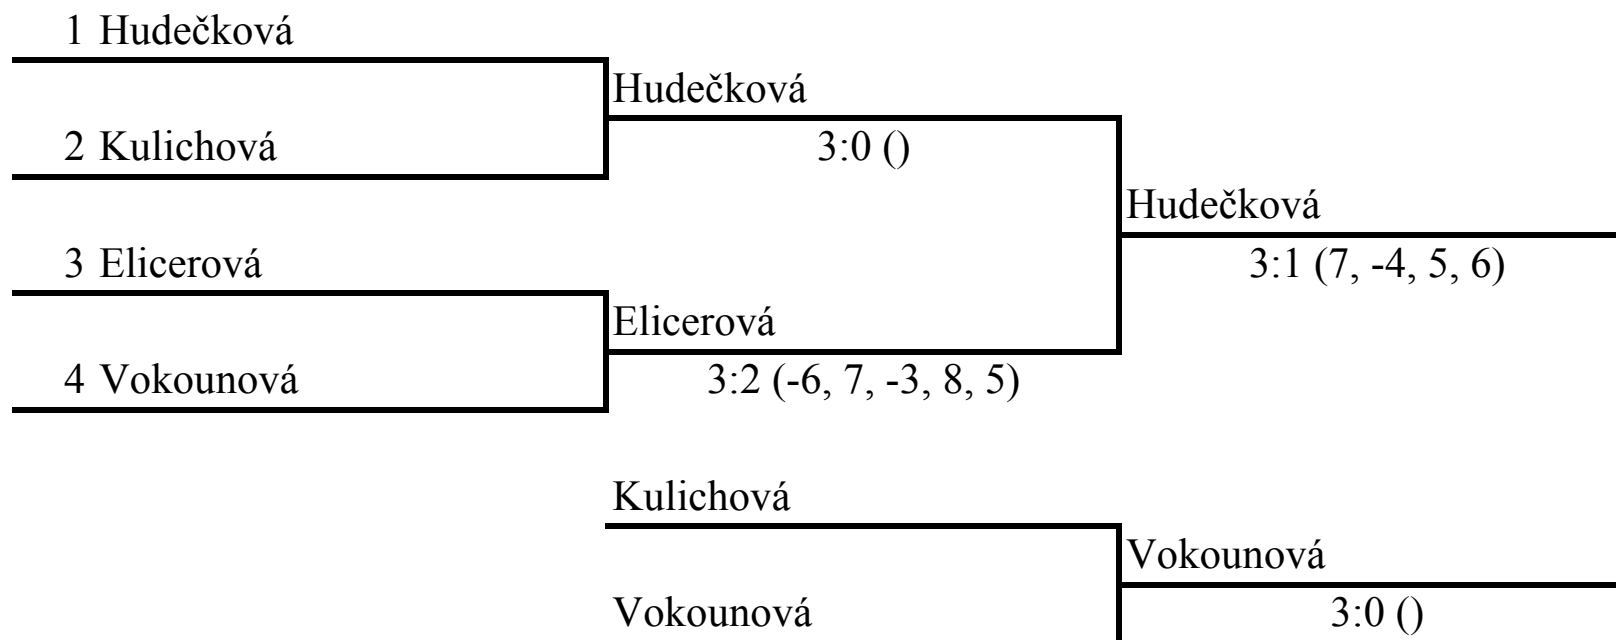 1 Hudečková
Hudečková
2 Kulichová
3:0 ()
Hudečková
3 Elicerová
3:1 (7, -4, 5, 6)
Elicerová
4 Vokounová
3:2 (-6, 7, -3, 8, 5)
Kulichová
Vokounová
Vokounová
3:0 ()